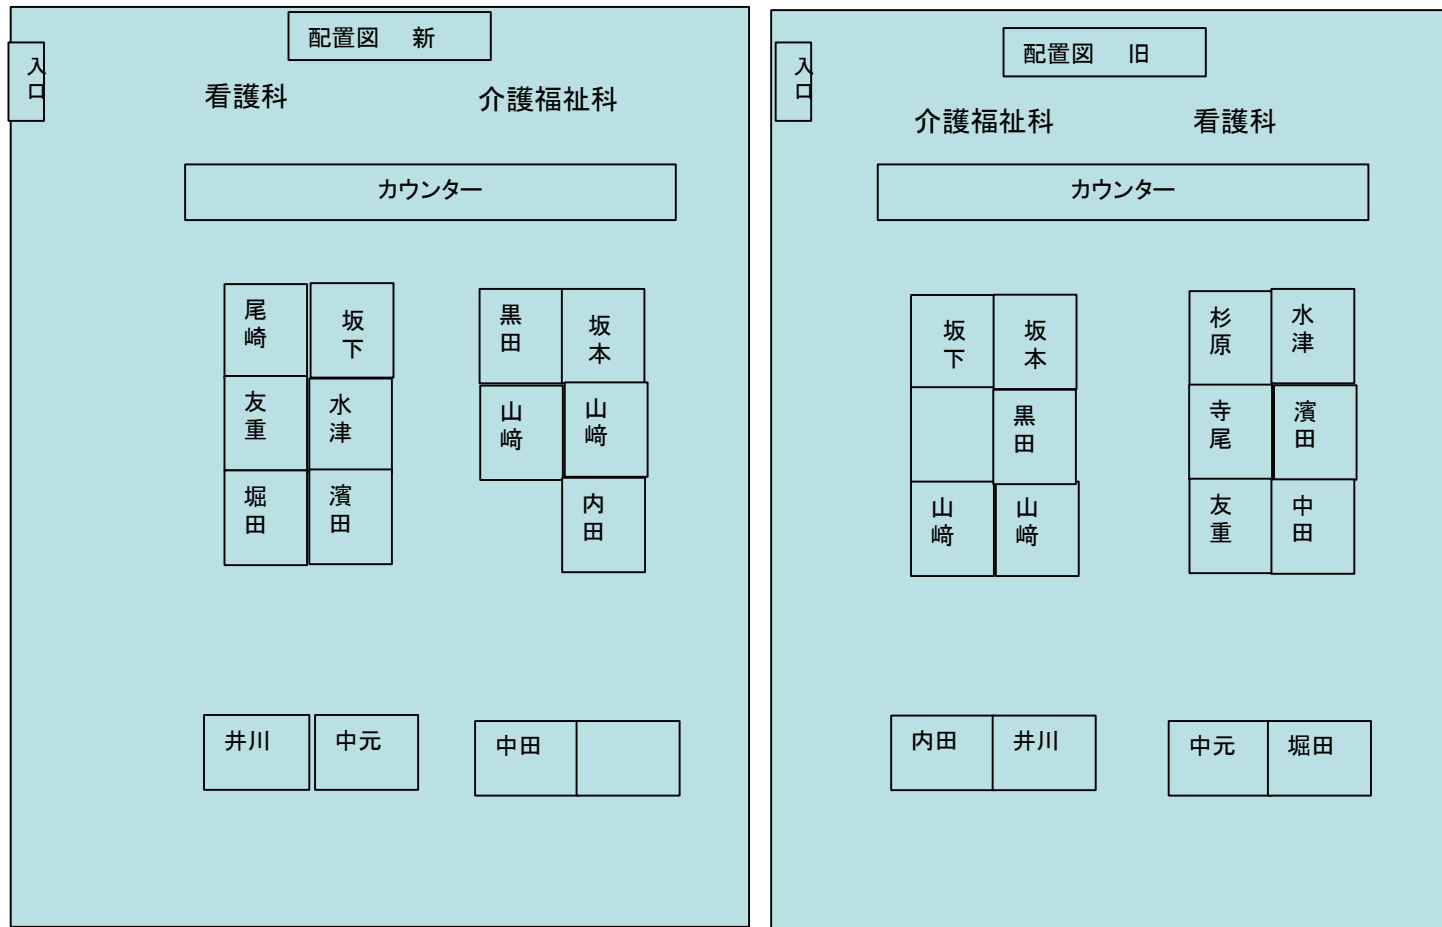 配置図 新
入口
看護科
介護福祉科
カウンター
尾崎
坂下
黒田
坂本
友重
水津
山﨑
山﨑
堀田
濱田
内田
井川
中元
中田
配置図 旧
入口
介護福祉科
看護科
カウンター
坂下
坂本
杉原
水津
黒田
寺尾
濱田
山﨑
山﨑
友重
中田
内田
井川
中元
堀田